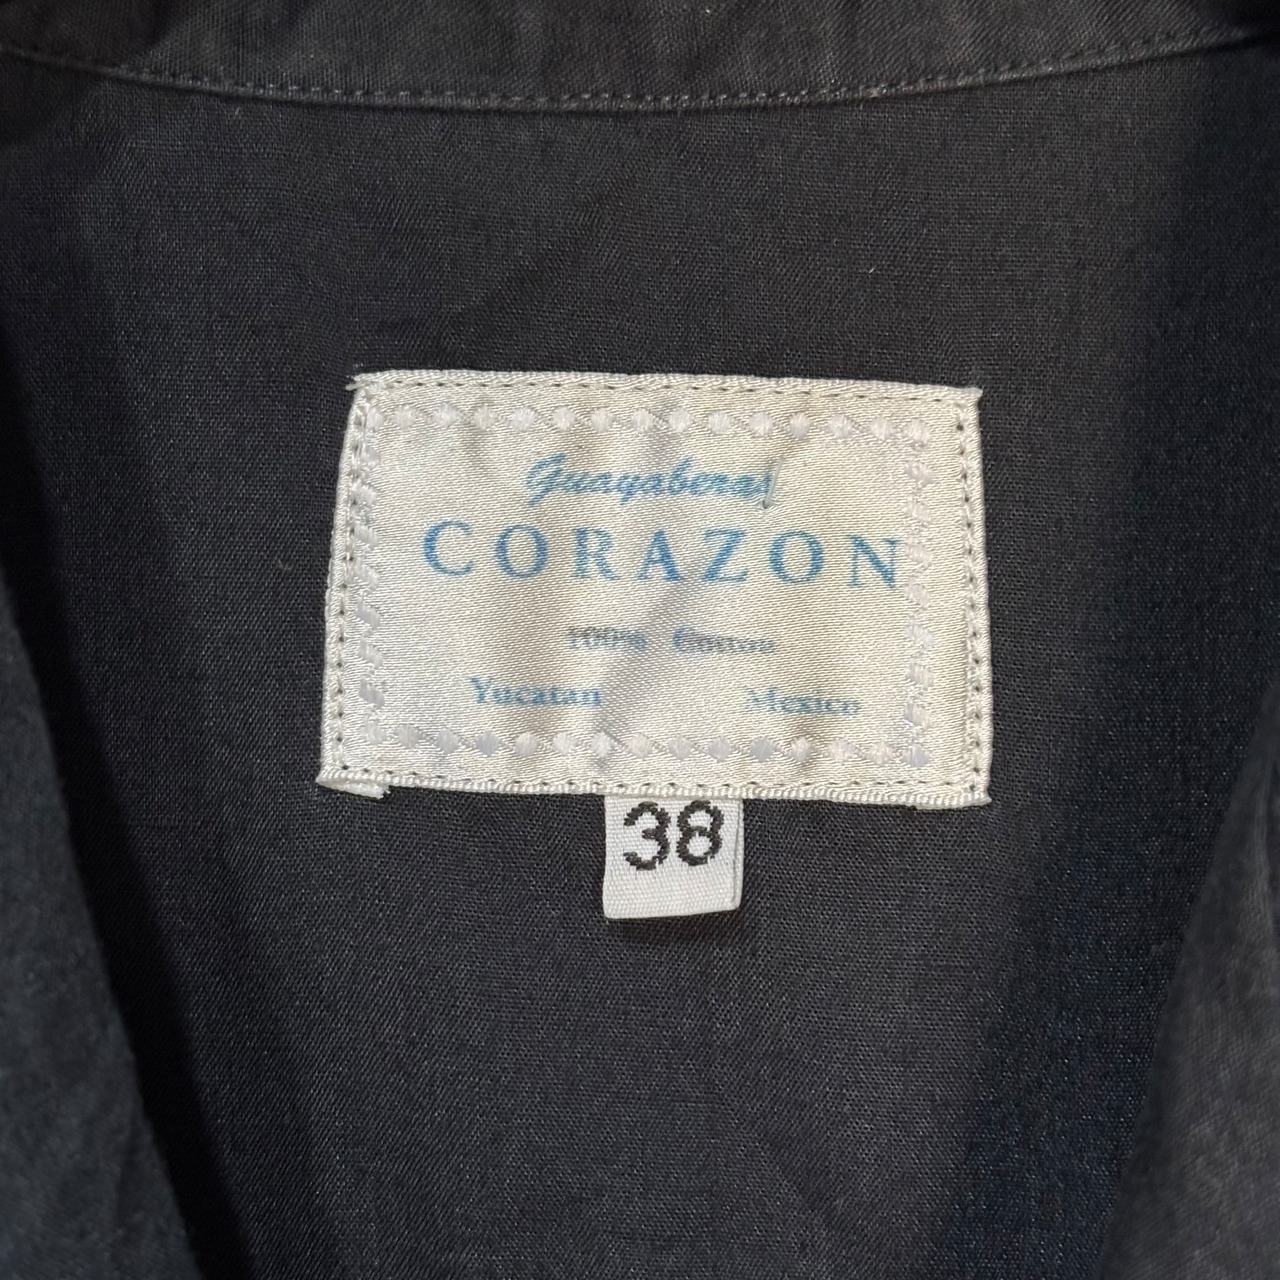 Guayaberas
CORAZON
100% Cotton
Yucatan Mexico
38